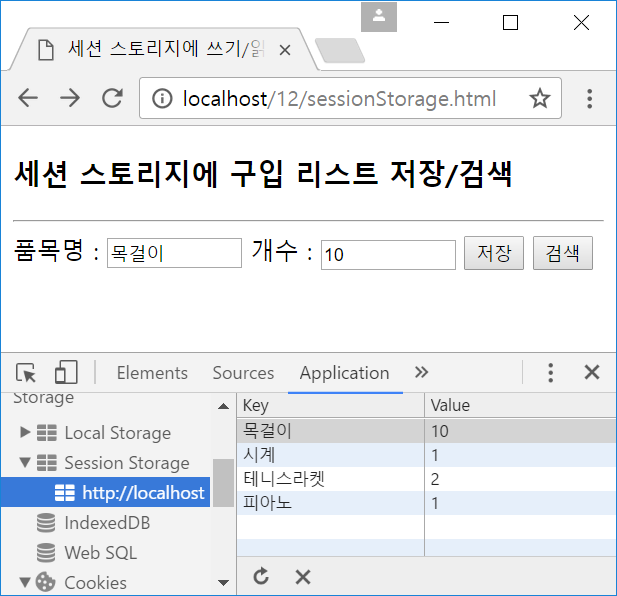 세션 스토리지에 쓰기/읽
localhost/12/sessionStorage.html
세션 스토리지에 구입 리스트 저장/검색
품목명 : 목걸이 개수 : 10 저장 검색
Elements Sources Application
Storage
Local Storage
Session Storage
http://localhost
IndexedDB
Web SQL
Cookies
Key Value
목걸이 10
시계 1
테니스라켓 2
피아노 1